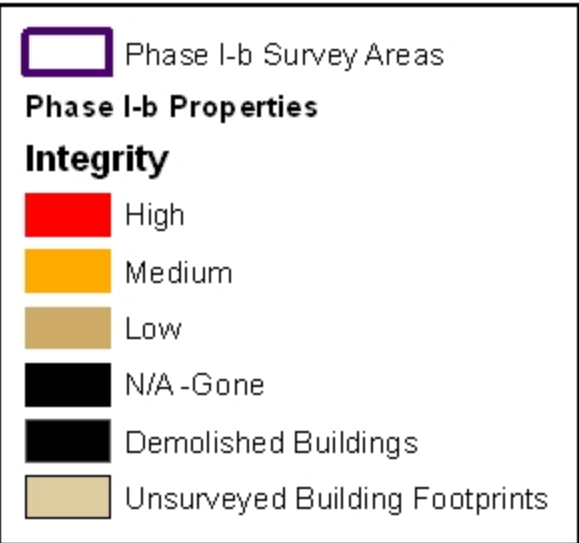 Phase I-b Survey Areas
Phase I-b Properties
Integrity
High
Medium
Low
N/A -Gone
Demolished Buildings
Unsurveyed Building Footprints